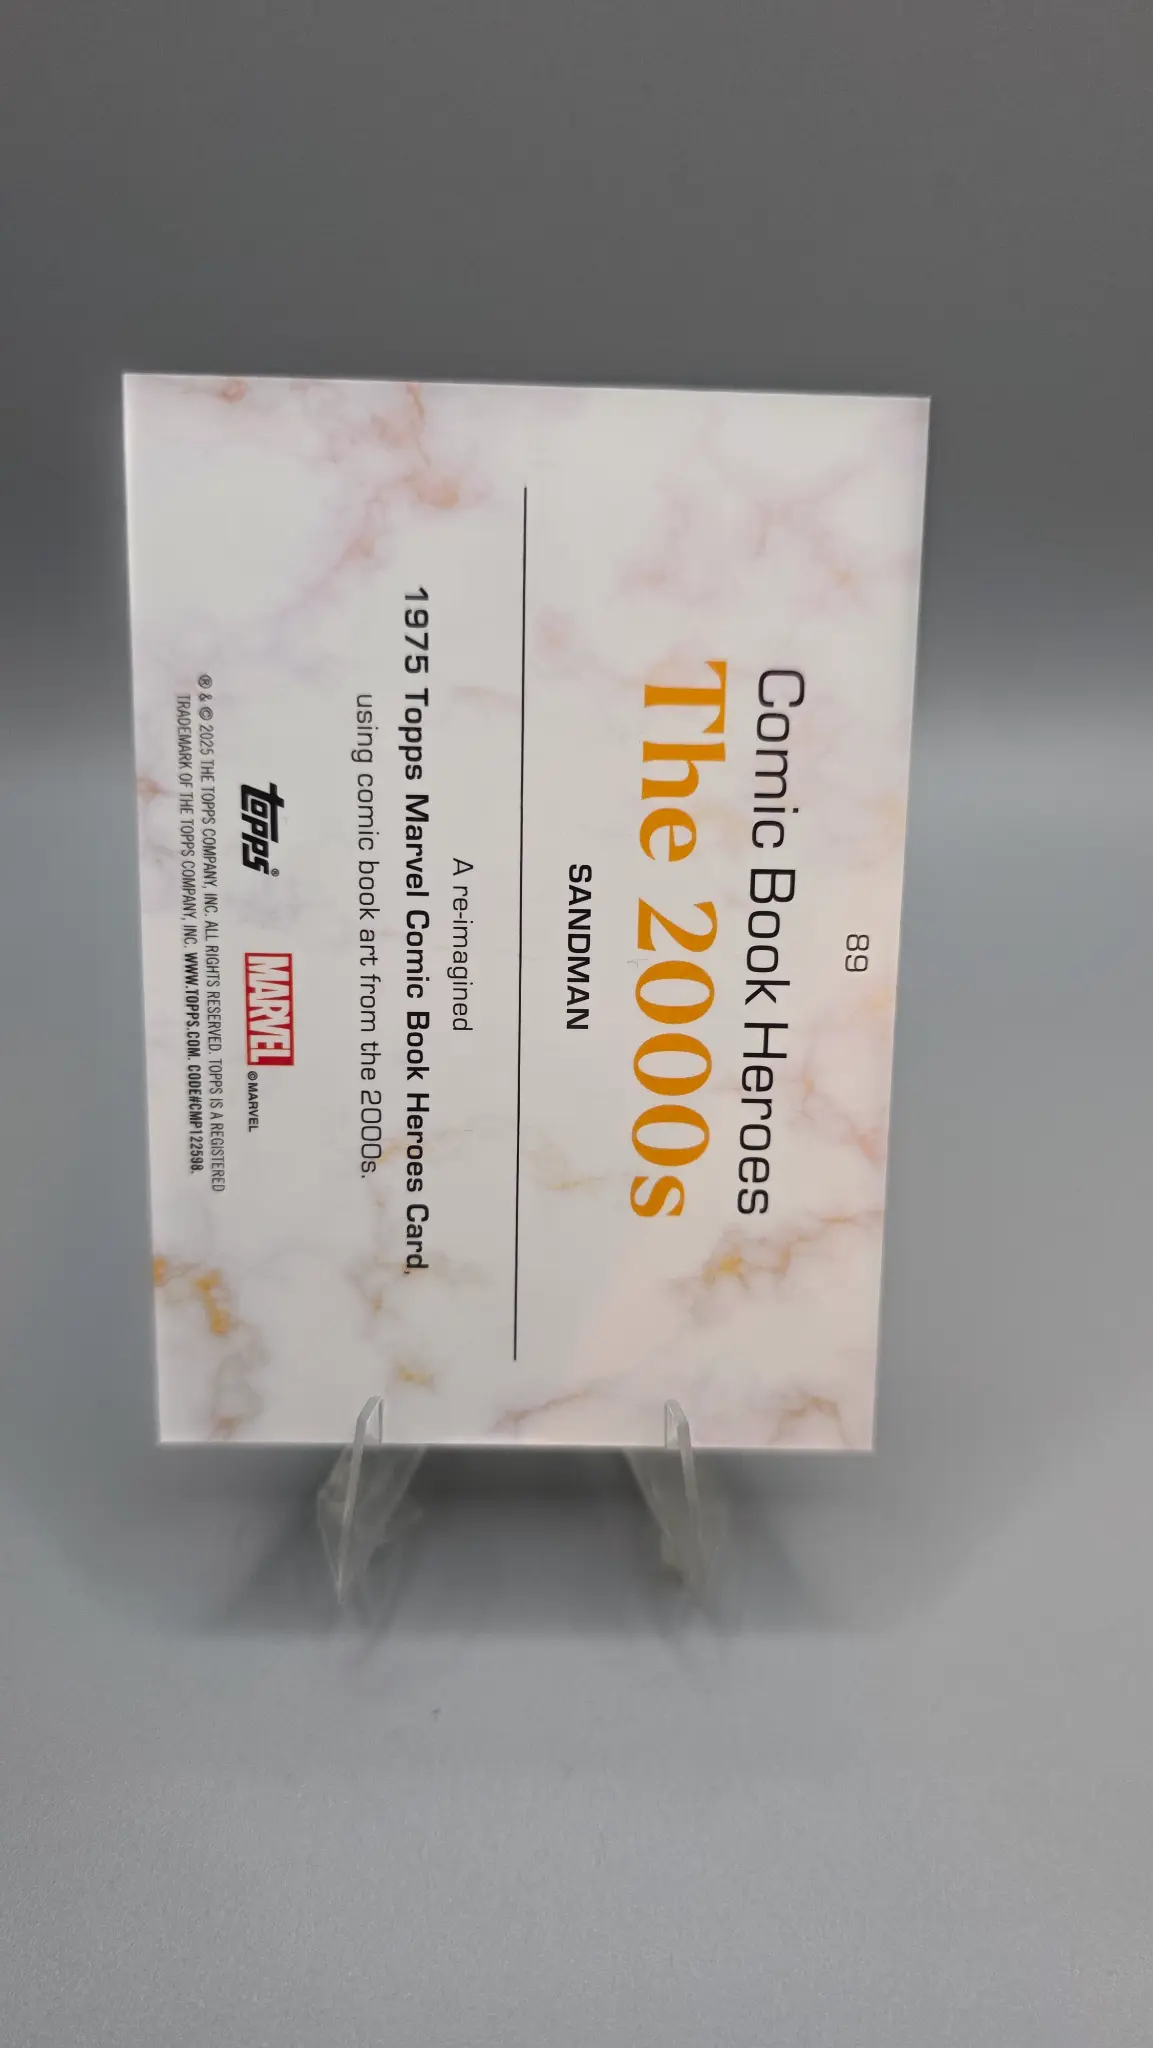 89
Comic Book Heroes
The 2000s
SANDMAN
A re-imagined
1975 Topps Marvel Comic Book Heroes Card,
using comic book art from the 2000s.
topps®
MARVEL ©MARVEL
® & © 2025 THE TOPPS COMPANY, INC. ALL RIGHTS RESERVED. TOPPS IS A REGISTERED
TRADEMARK OF THE TOPPS COMPANY, INC. WWW.TOPPS.COM. CODE#CMP122598.